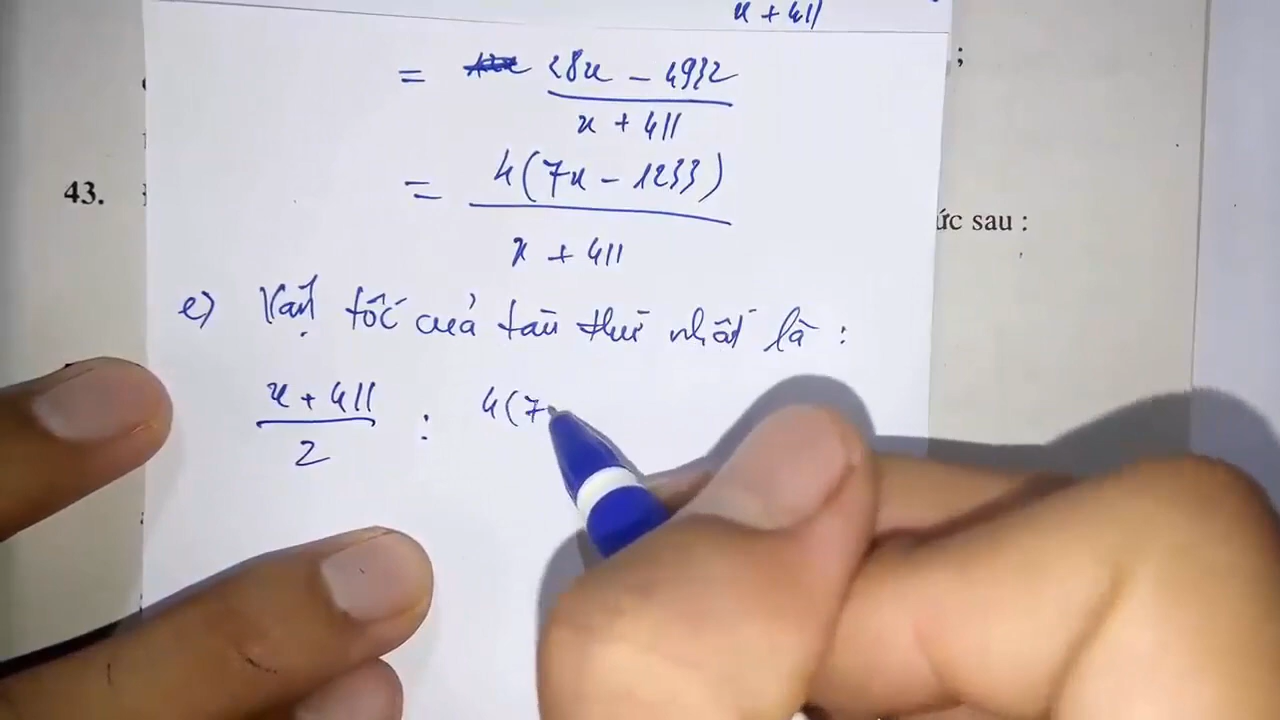 x + 411
;
= 28x - 4932
x + 411
43.
= 4(7x - 1233)
x + 411
ức sau :
e) Vận tốc cuả tàu thứ nhất là :
x + 411 : 4(7
2